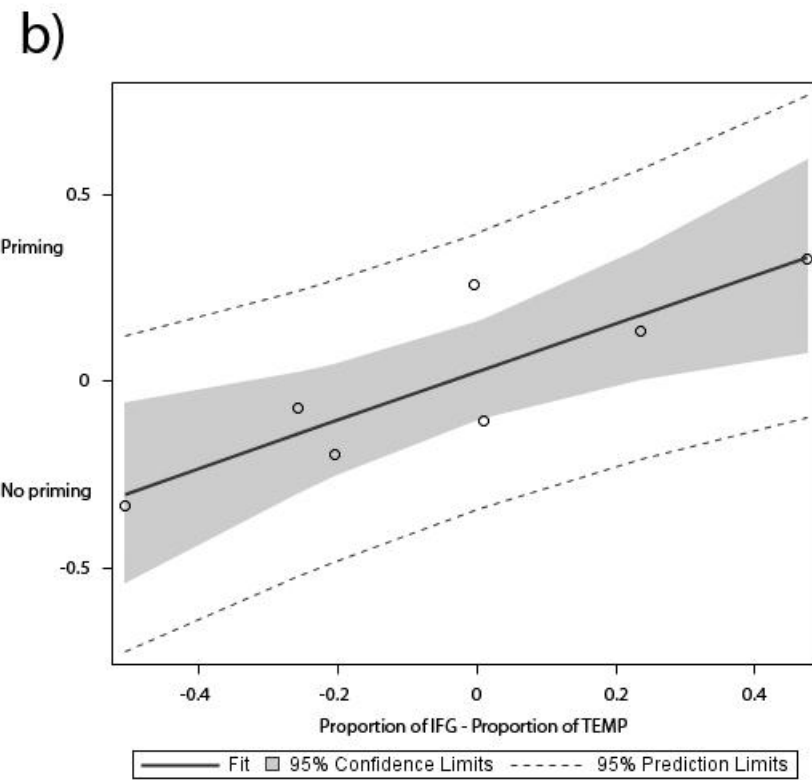 b)
0.5
Priming
0
No priming
-0.5
-0.4 -0.2 0 0.2 0.4
Proportion of IFG - Proportion of TEMP
Fit 95% Confidence Limits 95% Prediction Limits